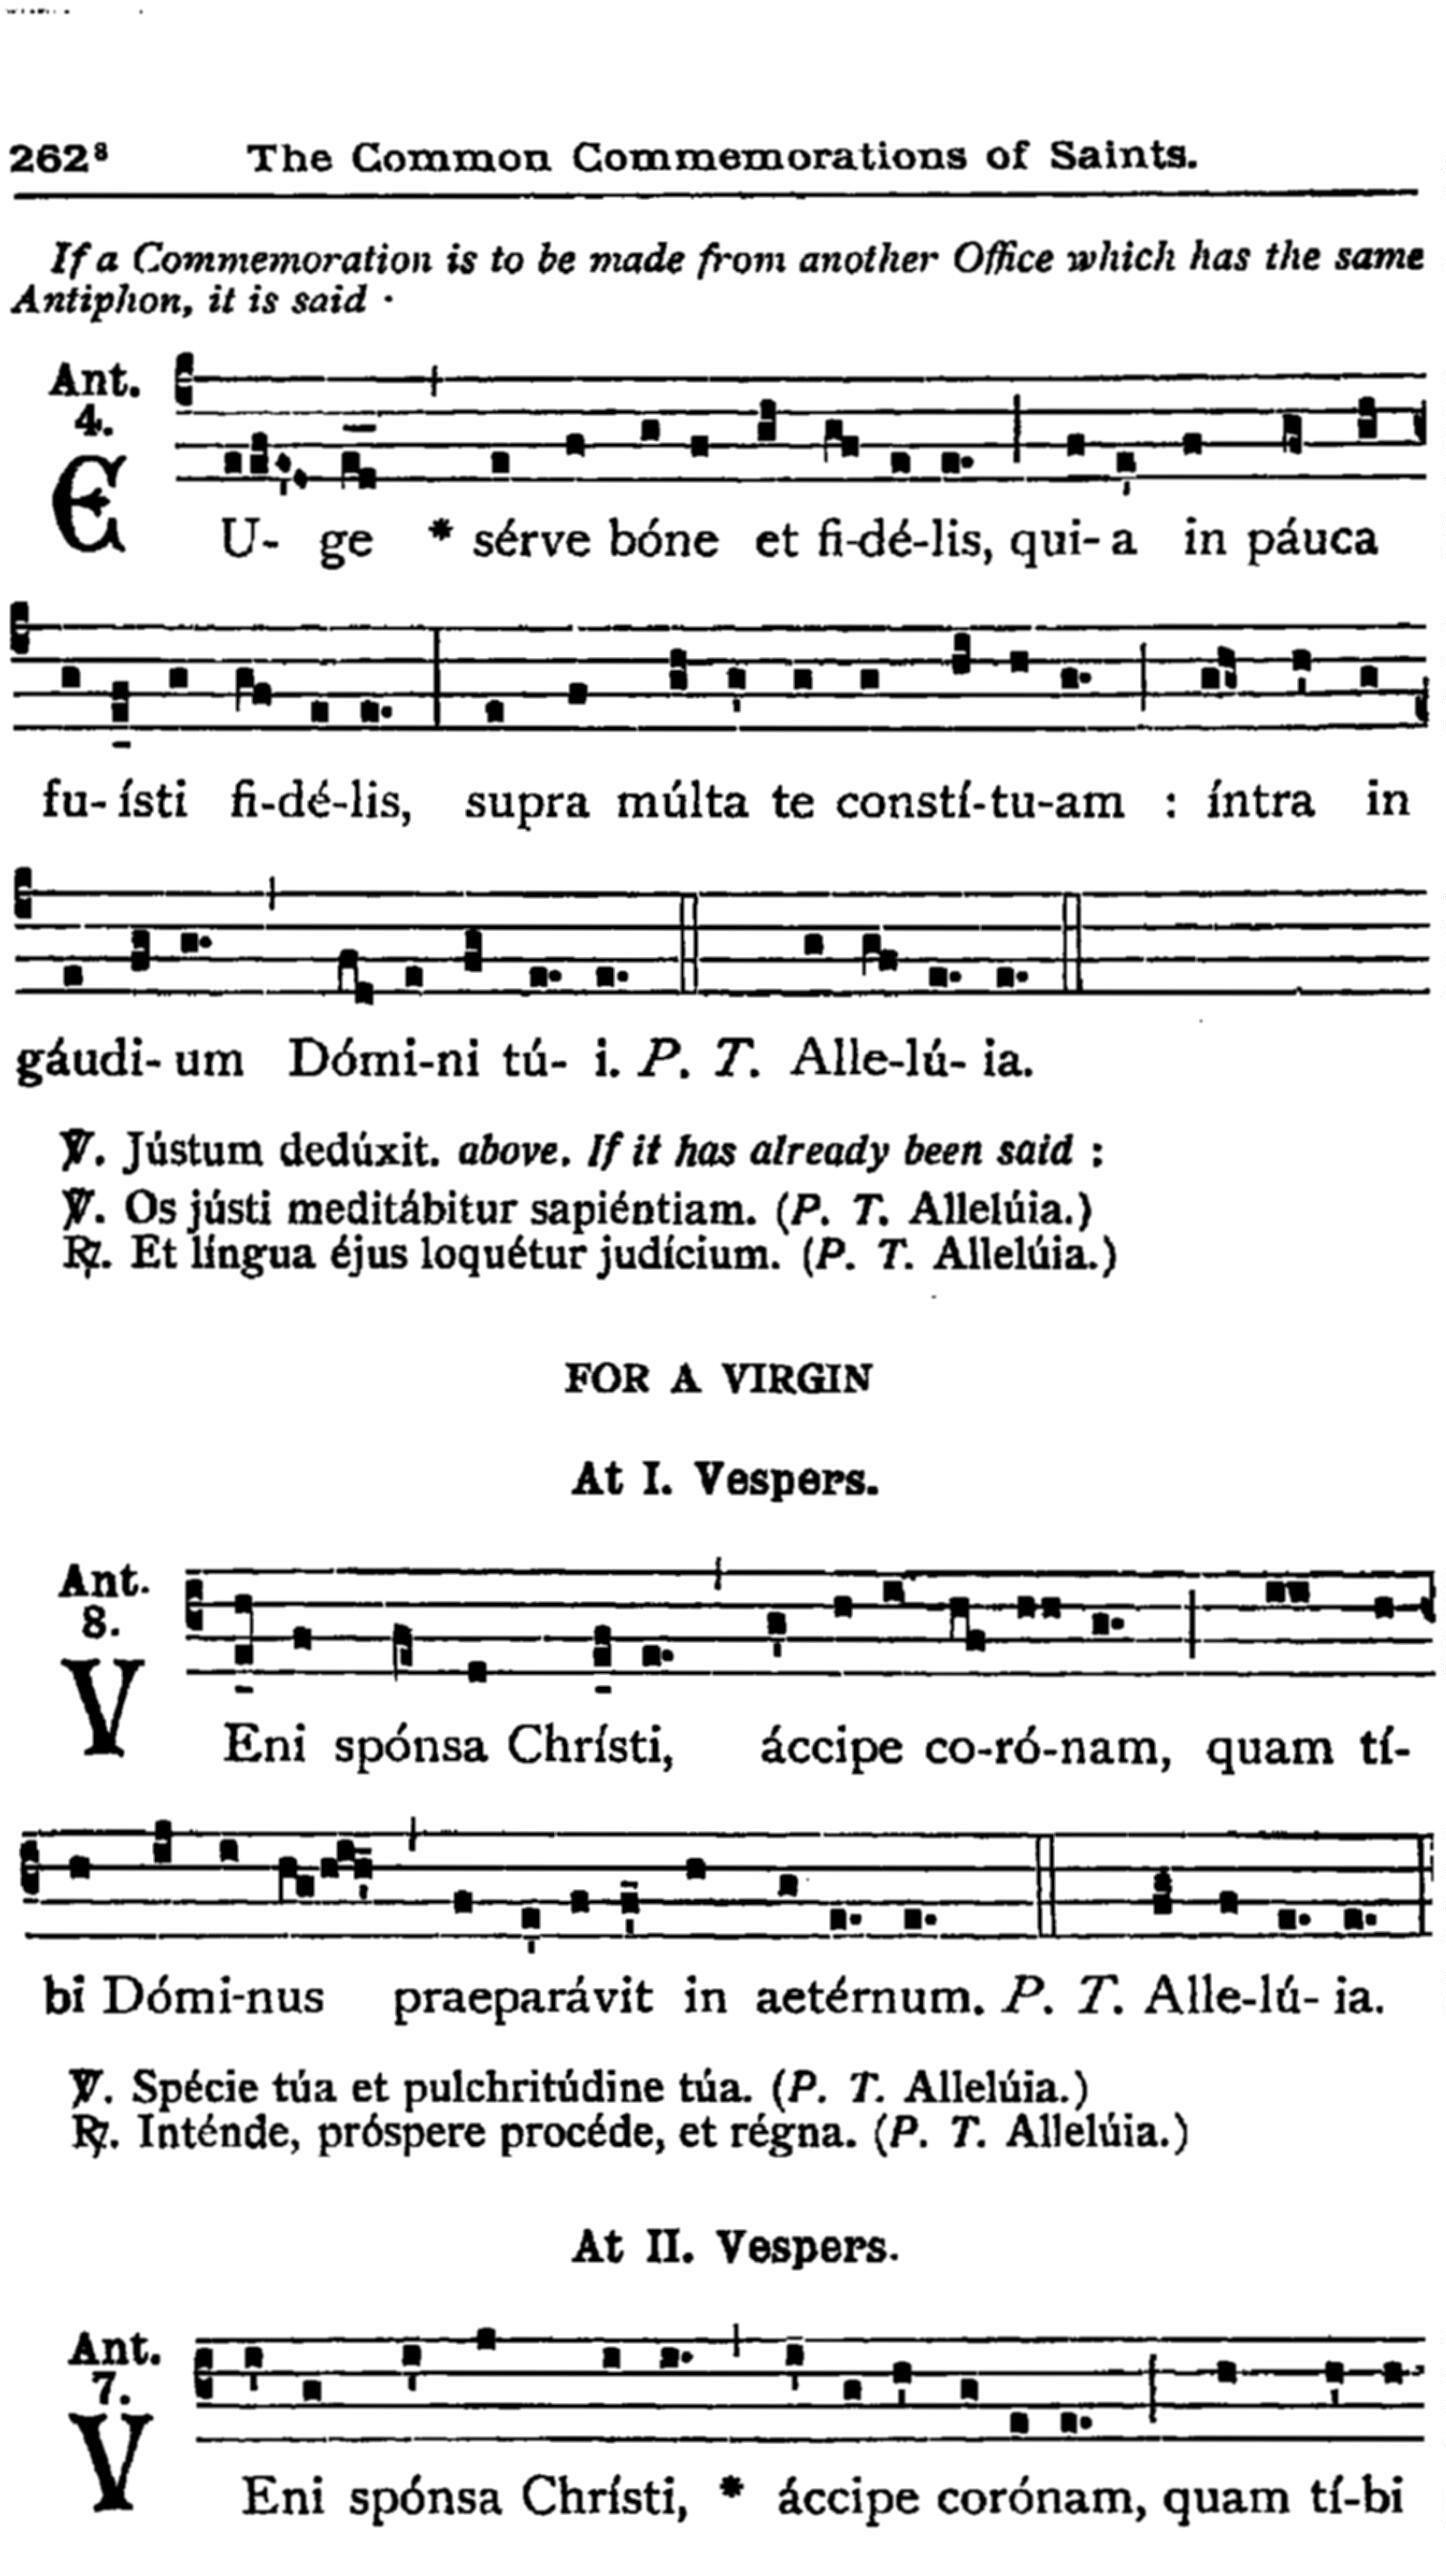 262⁸ The Common Commemorations of Saints.
If a Commemoration is to be made from another Office which has the same
Antiphon, it is said ·
Ant.
4.
EU- ge * sérve bóne et fi-dé-lis, qui- a in páuca
fu- ísti fi-dé-lis, supra múlta te constí-tu-am : íntra in
gáudi- um Dómi-ni tú- i. P. T. Alle-lú- ia.
℣. Jústum dedúxit. above. If it has already been said :
℣. Os jústi meditábitur sapiéntiam. (P. T. Allelúia.)
℟. Et língua éjus loquétur judícium. (P. T. Allelúia.)
FOR A VIRGIN
At I. Vespers.
Ant.
8.
VEni spónsa Chrísti, áccipe co-ró-nam, quam tí-
bi Dómi-nus praeparávit in aetérnum. P. T. Alle-lú- ia.
℣. Spécie túa et pulchritúdine túa. (P. T. Allelúia.)
℟. Inténde, próspere procéde, et régna. (P. T. Allelúia.)
At II. Vespers.
Ant.
7.
VEni spónsa Chrísti, * áccipe corónam, quam tí-bi